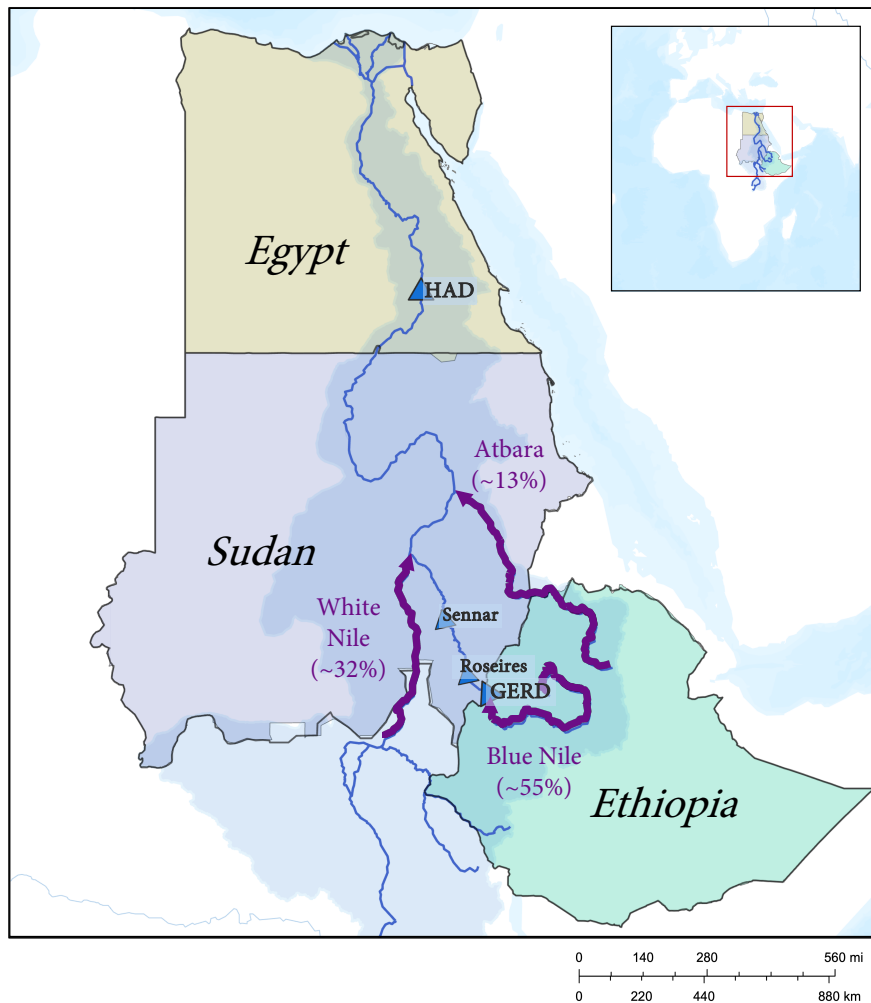 Egypt
HAD
Atbara
(~13%)
Sudan
White
Nile
(~32%)
Sennar
Roseires
GERD
Blue Nile
(~55%)
Ethiopia
0 140 280 560 mi
0 220 440 880 km